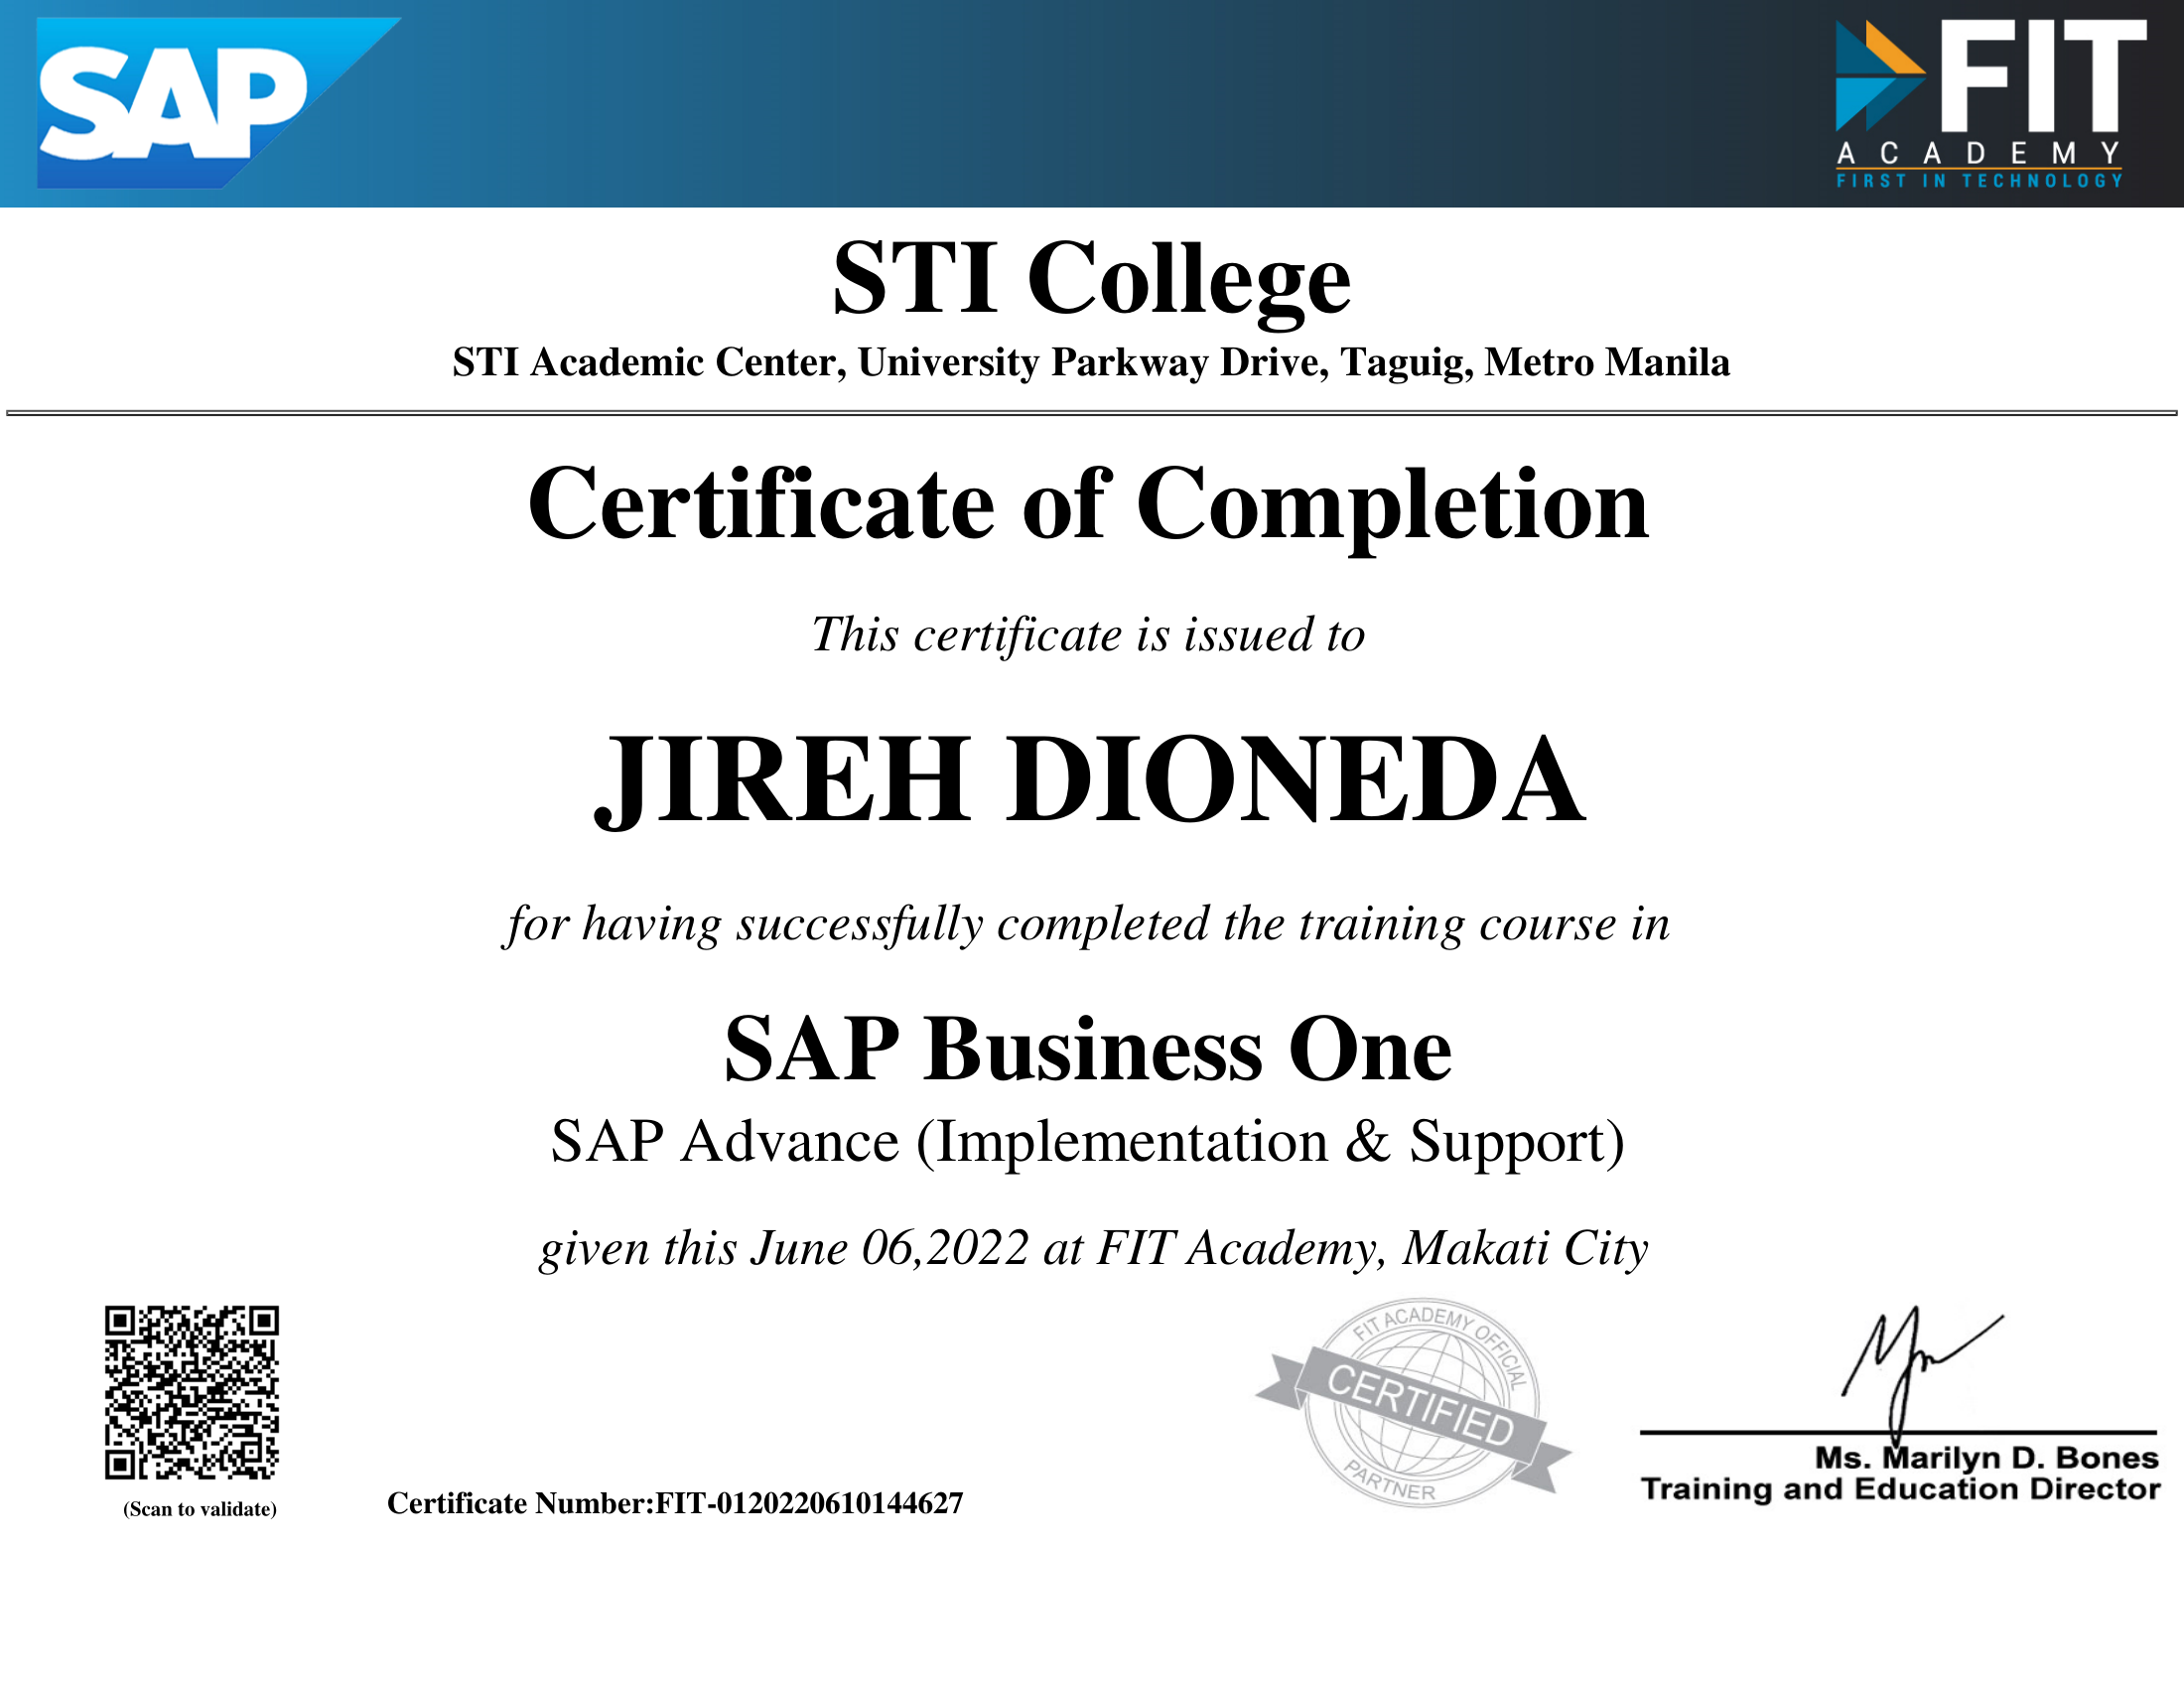 SAP
FIT
ACADEMY
FIRST IN TECHNOLOGY
STI College
STI Academic Center, University Parkway Drive, Taguig, Metro Manila
Certificate of Completion
This certificate is issued to
JIREH DIONEDA
for having successfully completed the training course in
SAP Business One
SAP Advance (Implementation & Support)
given this June 06,2022 at FIT Academy, Makati City
FIT ACADEMY OFFICIAL
CERTIFIED
PARTNER
Ms. Marilyn D. Bones
Training and Education Director
(Scan to validate)
Certificate Number:FIT-0120220610144627